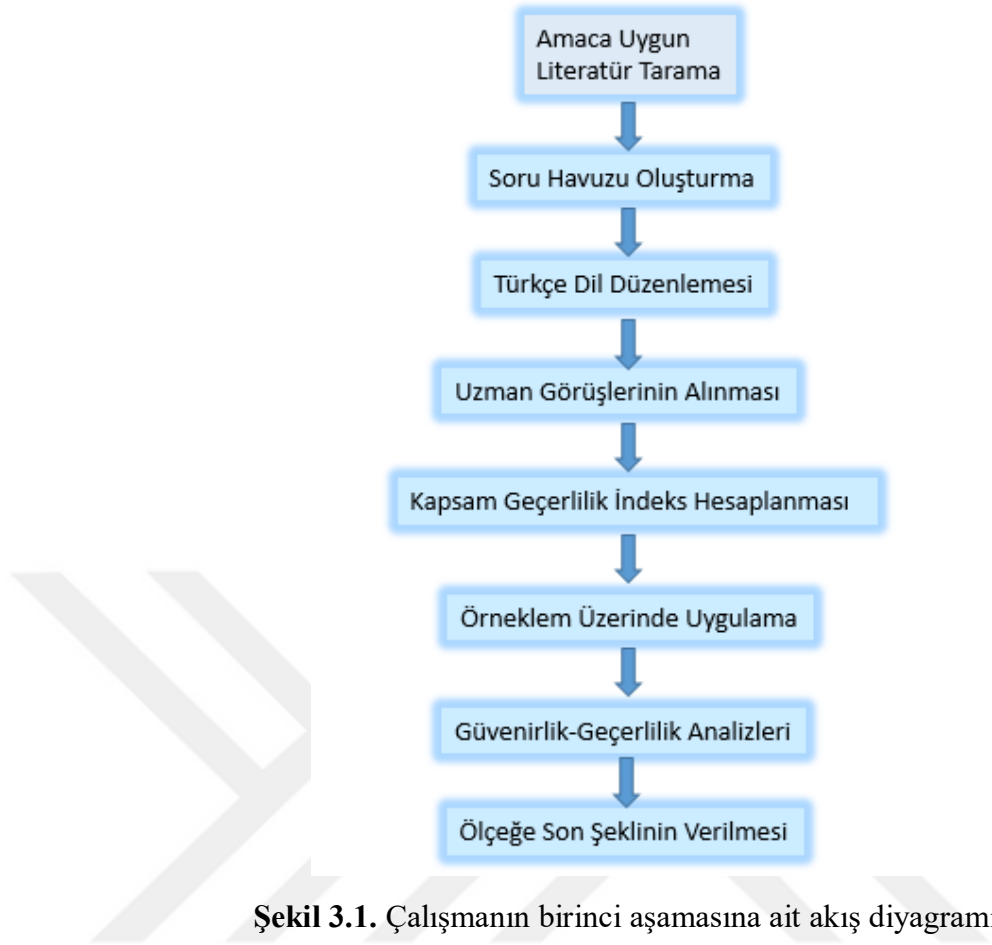 Amaca Uygun
Literatür Tarama
Soru Havuzu Oluşturma
Türkçe Dil Düzenlemesi
Uzman Görüşlerinin Alınması
Kapsam Geçerlilik İndeks Hesaplanması
Örneklem Üzerinde Uygulama
Güvenirlik-Geçerlilik Analizleri
Ölçeğe Son Şeklinin Verilmesi
Şekil 3.1. Çalışmanın birinci aşamasına ait akış diyagramı